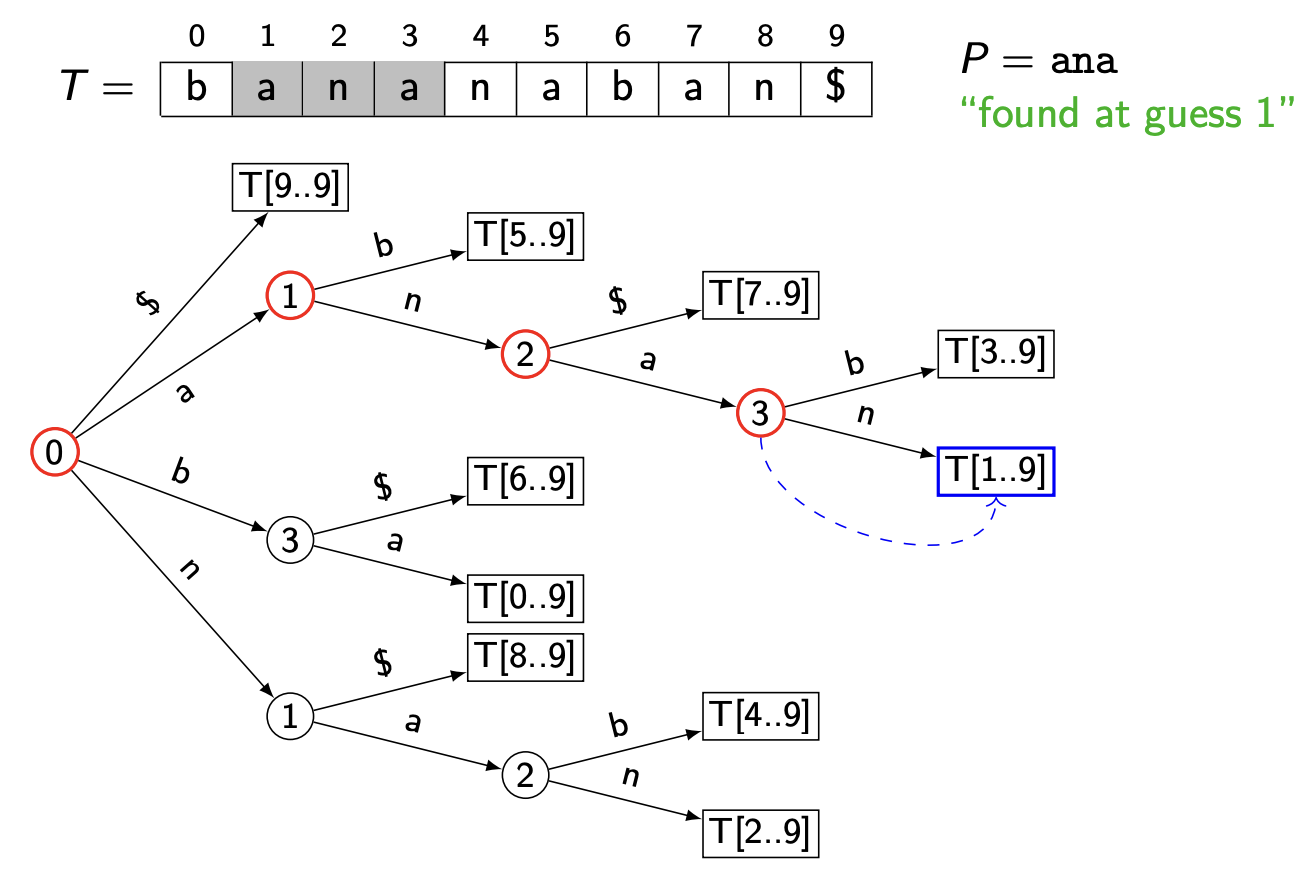 0 1 2 3 4 5 6 7 8 9
T = b a n a n a b a n $
P = ana
“found at guess 1”
T[9..9]
$
b
T[5..9]
1
n
$
T[7..9]
2
a
a
b
T[3..9]
3
n
T[1..9]
0
b
$
T[6..9]
3
a
T[0..9]
n
$
T[8..9]
1
a
b
T[4..9]
2
n
T[2..9]